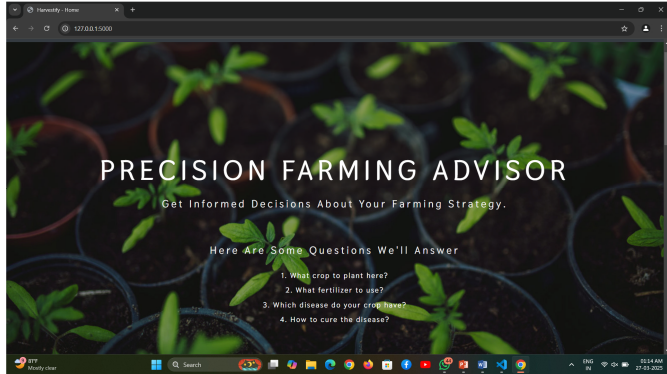 Harvestify - Home
127.0.0.1:5000
PRECISION FARMING ADVISOR
Get Informed Decisions About Your Farming Strategy.
Here Are Some Questions We'll Answer
1. What crop to plant here?
2. What fertilizer to use?
3. Which disease do your crop have?
4. How to cure the disease?
87°F
Mostly clear
Search
ENG
IN
01:14 AM
27-03-2025